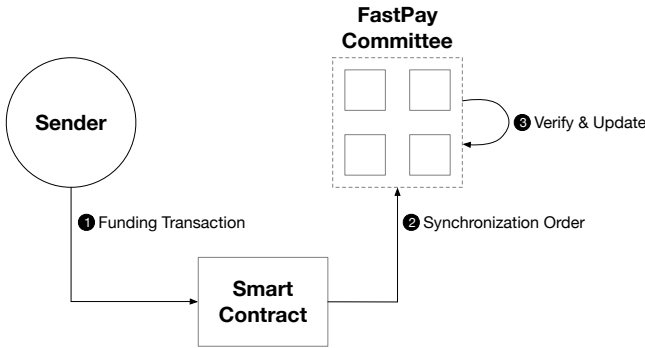 FastPay
Committee
Sender
❸ Verify & Update
❶ Funding Transaction
❷ Synchronization Order
Smart
Contract